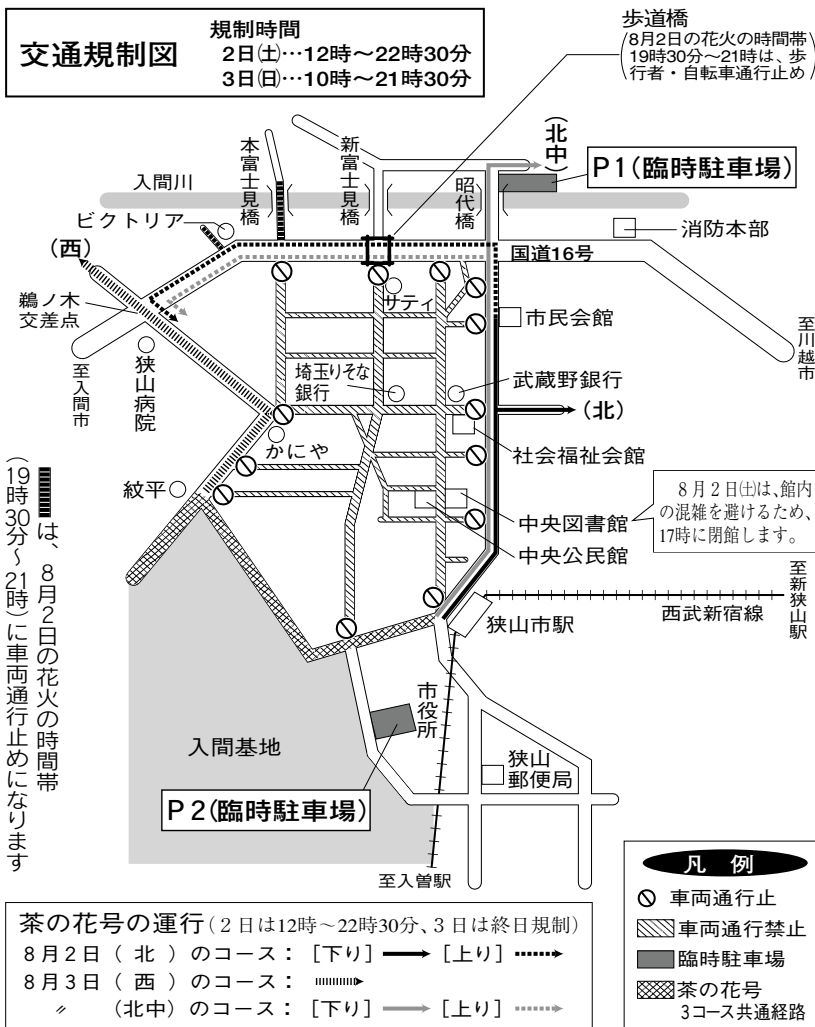 交通規制図
規制時間
2日(土)…12時〜22時30分
3日(日)…10時〜21時30分
歩道橋
(8月2日の花火の時間帯
19時30分〜21時は、歩
行者・自転車通行止め)
(北中)
P1(臨時駐車場)
本富士見橋
新富士見橋
昭代橋
入間川
ビクトリア
消防本部
(西)
国道16号
鵜ノ木
交差点
サティ
市民会館
至川越市
至入間市
狭山病院
埼玉りそな
銀行
武蔵野銀行
(北)
かにや
社会福祉会館
紋平
中央図書館
8月2日(土)は、館内
の混雑を避けるため、
17時に閉館します。
中央公民館
至新狭山駅
狭山市駅
西武新宿線
は、8月2日の花火の時間帯
(19時30分〜21時)に車両通行止めになります
市役所
入間基地
狭山
郵便局
P2(臨時駐車場)
至入曽駅
凡例
車両通行止
車両通行禁止
臨時駐車場
茶の花号
3コース共通経路
茶の花号の運行(2日は12時〜22時30分、3日は終日規制)
8月2日(北)のコース:[下り] [上り]
8月3日(西)のコース:
〃 (北中)のコース:[下り] [上り]